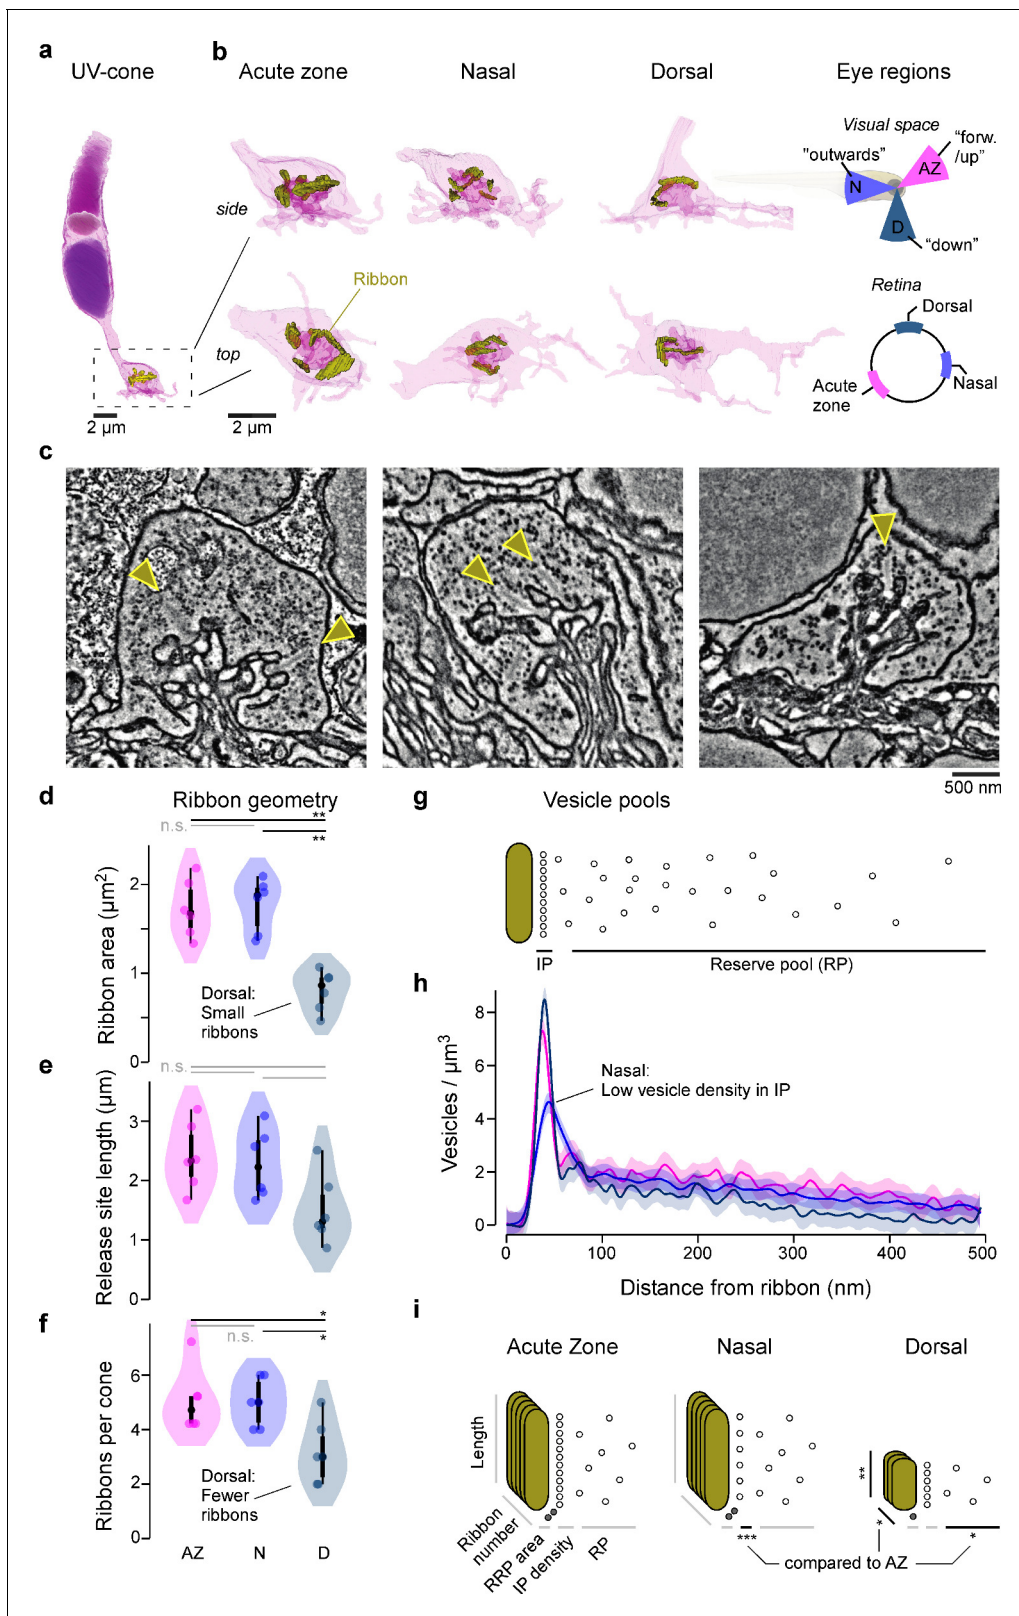 a
UV-cone
b
Acute zone
Nasal
Dorsal
Eye regions
Visual space
"outwards"
"forw.
/up"
AZ
N
D
"down"
side
Ribbon
top
Retina
Dorsal
Nasal
Acute
zone
2 µm
2 µm
c
500 nm
d
Ribbon geometry
n.s.
**
**
Ribbon area (µm2)
2
1
0
Dorsal:
Small
ribbons
e
n.s.
Release site length (µm)
3
2
1
0
f
n.s.
*
*
Ribbons per cone
6
4
2
0
Dorsal:
Fewer
ribbons
AZ
N
D
g
Vesicle pools
IP
Reserve pool (RP)
h
Vesicles / µm3
8
6
4
2
0
Nasal:
Low vesicle density in IP
0
100
200
300
400
500
Distance from ribbon (nm)
i
Acute Zone
Nasal
Dorsal
Length
Ribbon
number
RRP area
IP density
RP
***
compared to AZ
**
*
*